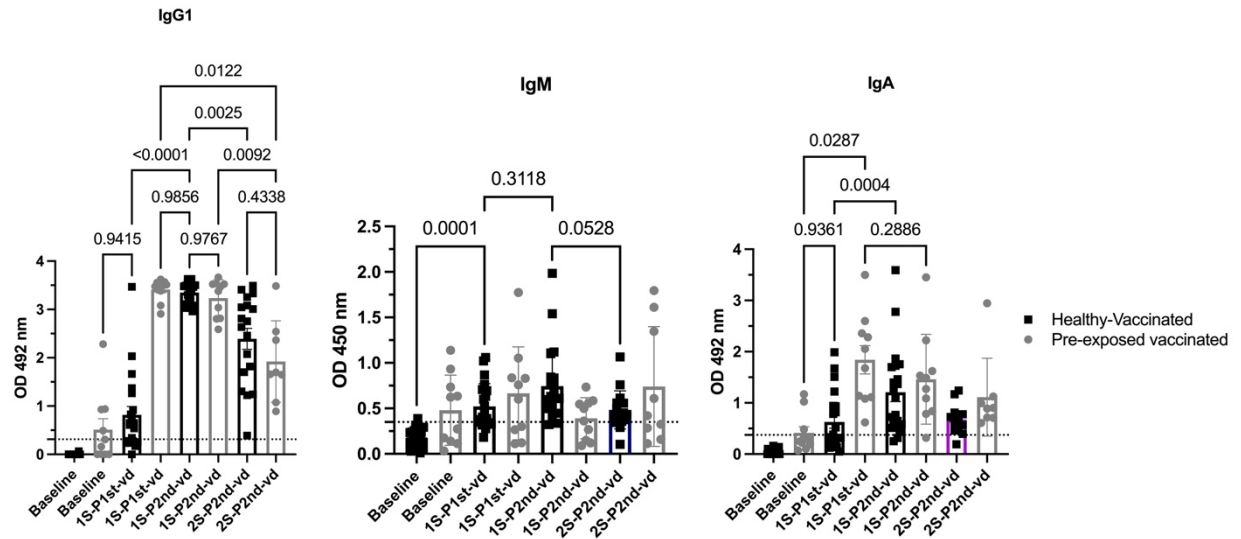 IgG1
0.0122
0.0025
<0.0001
0.0092
0.9856
0.4338
0.9415
0.9767
OD 492 nm
4
3
2
1
0
Baseline
Baseline
1S-P1st-vd
1S-P1st-vd
1S-P2nd-vd
1S-P2nd-vd
2S-P2nd-vd
2S-P2nd-vd
IgM
0.3118
0.0001
0.0528
OD 450 nm
2.5
2.0
1.5
1.0
0.5
0.0
Baseline
Baseline
1S-P1st-vd
1S-P1st-vd
1S-P2nd-vd
1S-P2nd-vd
2S-P2nd-vd
2S-P2nd-vd
IgA
0.0287
0.0004
0.9361
0.2886
OD 492 nm
4
3
2
1
0
Baseline
Baseline
1S-P1st-vd
1S-P1st-vd
1S-P2nd-vd
1S-P2nd-vd
2S-P2nd-vd
2S-P2nd-vd
Healthy-Vaccinated
Pre-exposed vaccinated